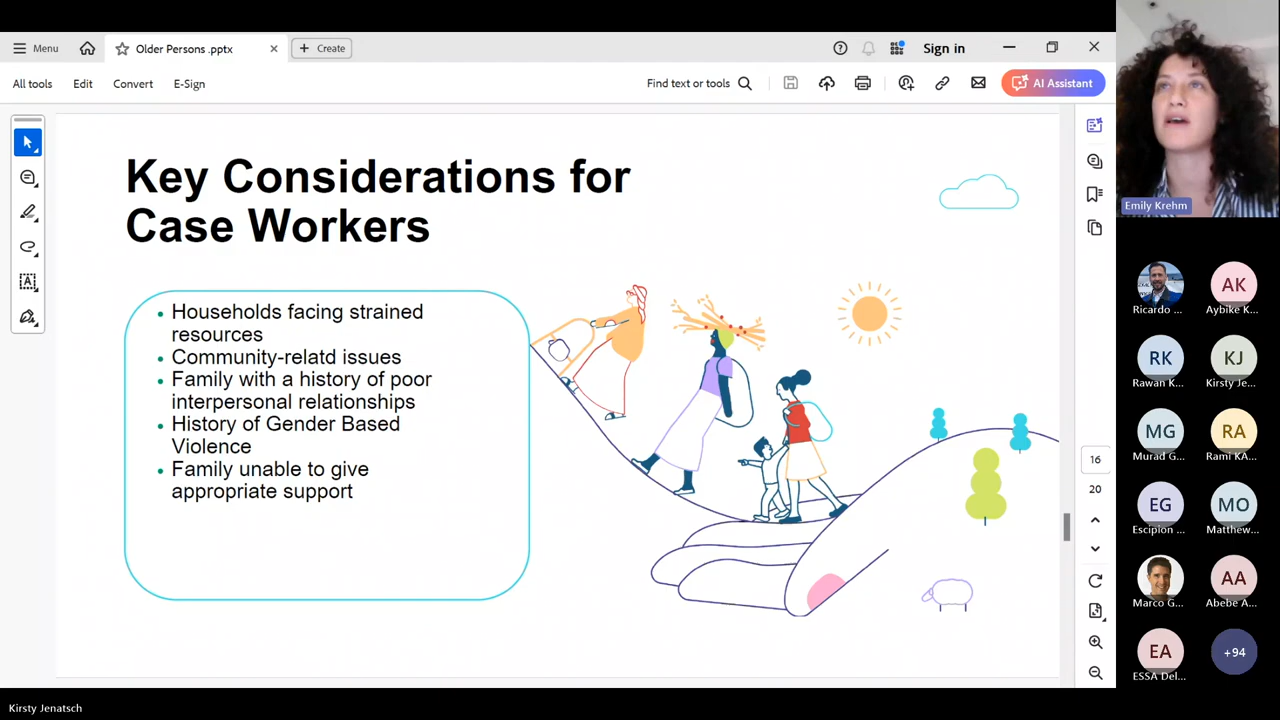 Menu
Older Persons .pptx
Create
Sign in
All tools
Edit
Convert
E-Sign
Find text or tools
AI Assistant
Key Considerations for
Case Workers
Households facing strained
resources
Community-relatd issues
Family with a history of poor
interpersonal relationships
History of Gender Based
Violence
Family unable to give
appropriate support
16
20
Emily Krehm
Ricardo ...
AK
Aybike K...
RK
Rawan K...
KJ
Kirsty Je...
MG
Murad G...
RA
Rami KA...
EG
Escipion ...
MO
Matthew...
Marco G...
AA
Abebe A...
EA
ESSA Del...
+94
Kirsty Jenatsch